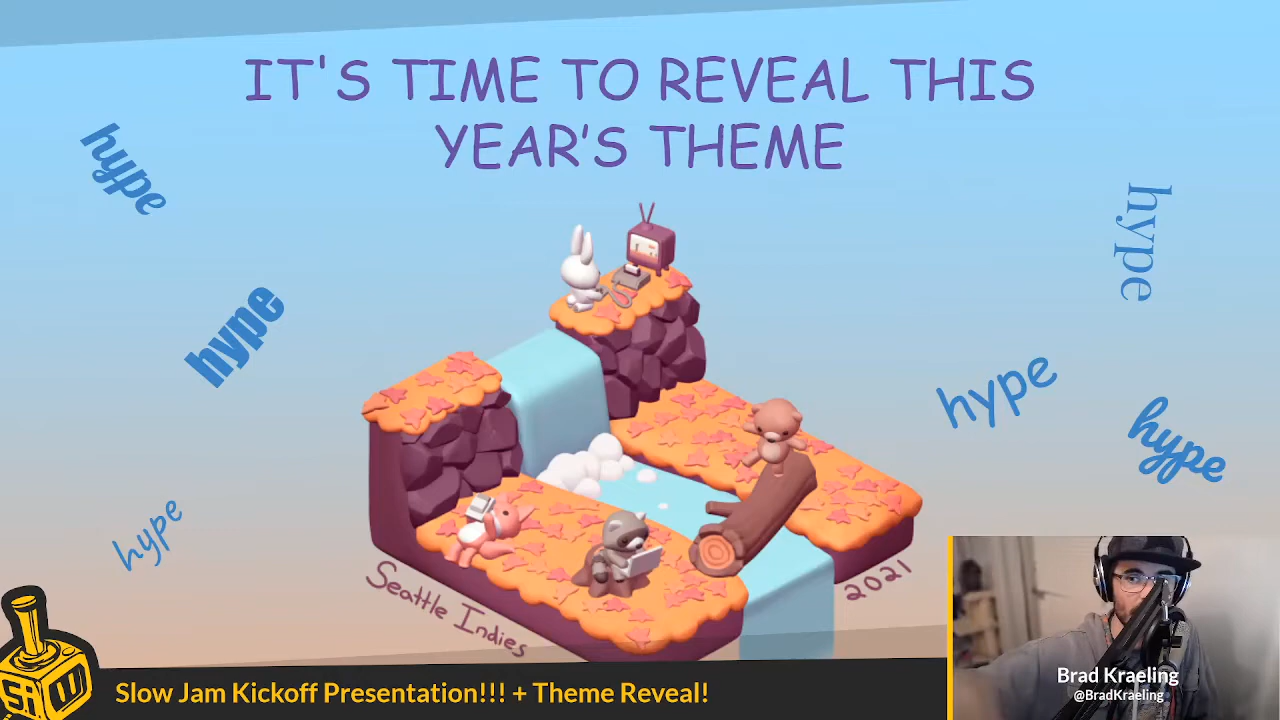 IT'S TIME TO REVEAL THIS
YEAR'S THEME
hype
hype
hype
hype
hype
hype
Seattle Indies
2021
Brad Kraeling
@BradKraeling
Slow Jam Kickoff Presentation!!! + Theme Reveal!